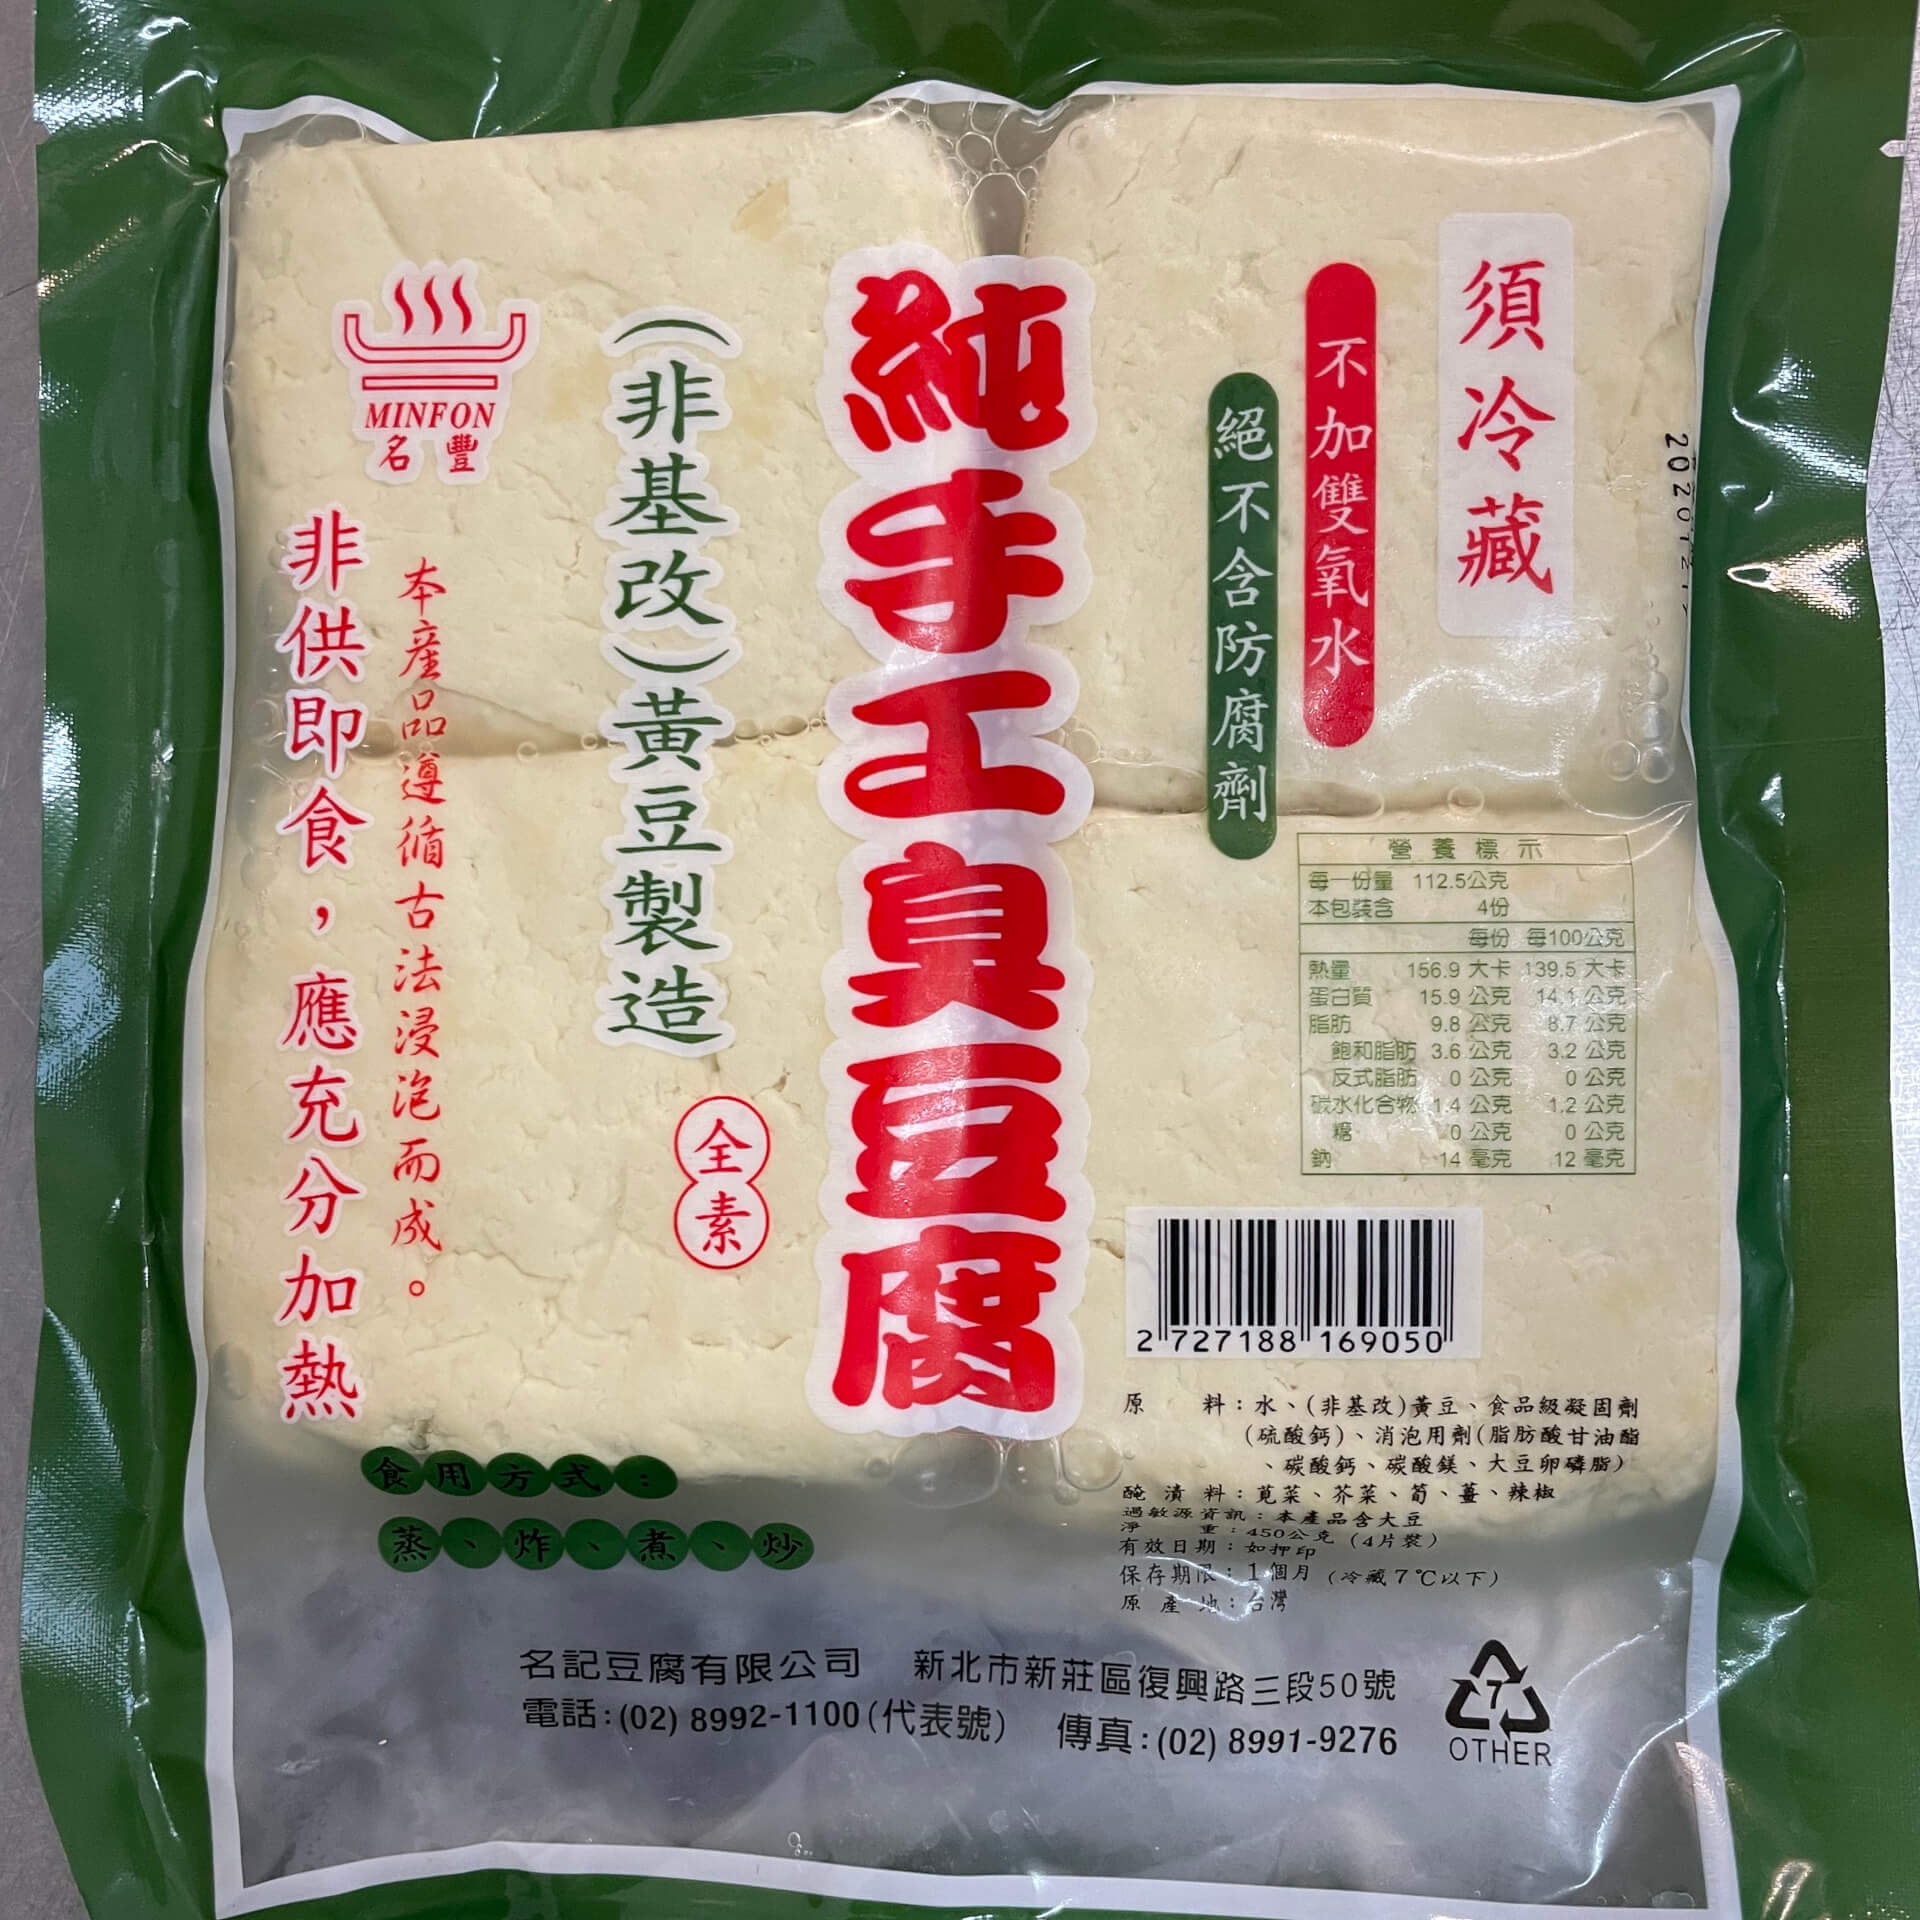 須冷藏
不加雙氧水
絕不含防腐劑
純手工臭豆腐
(非基改)黃豆製造
全素
MINFON
名豐
本產品遵循古法浸泡而成。
非供即食，應充分加熱
營養標示
每一份量 112.5公克
本包裝含 4份
每份 每100公克
熱量 156.9 大卡 139.5 大卡
蛋白質 15.9 公克 14.1 公克
脂肪 9.8 公克 8.7 公克
飽和脂肪 3.6 公克 3.2 公克
反式脂肪 0 公克 0 公克
碳水化合物 1.4 公克 1.2 公克
糖 0 公克 0 公克
鈉 14 毫克 12 毫克
2 727188 169050
原料：水、(非基改)黃豆、食品級凝固劑
(硫酸鈣)、消泡用劑(脂肪酸甘油酯
、碳酸鈣、碳酸鎂、大豆卵磷脂)
醃漬料：莧菜、芥菜、筍、薑、辣椒
過敏源資訊：本產品含大豆
淨重：450公克 (4片裝)
有效日期：如押印
保存期限：1個月 (冷藏7℃以下)
原產地：台灣
食用方式：
蒸、炸、煮、炒
名記豆腐有限公司 新北市新莊區復興路三段50號
電話:(02) 8992-1100(代表號) 傳真:(02) 8991-9276
7
OTHER